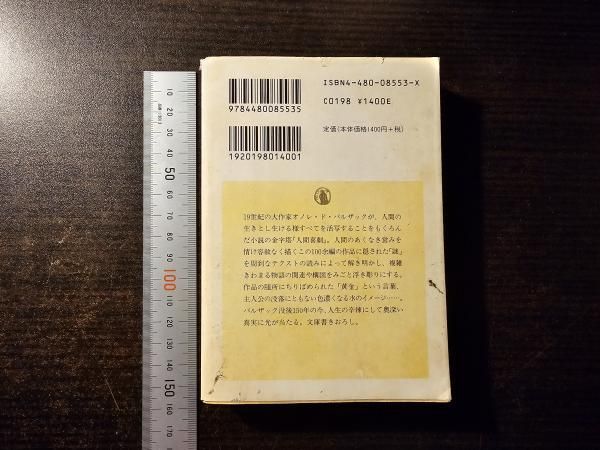 ISBN4-480-08553-X
C0198 ¥1400E
定価(本体価格1400円+税)
9784480085535
1920198014001
19世紀の大作家オノレ・ド・バルザックが、人間の
生きとし生ける様すべてを活写することをもくろん
だ小説の金字塔『人間喜劇』。人間のあくなき営みを
情け容赦なく描くこの100余編の作品に隠された「謎」
を周到なテクストの読みによって解き明かし、複雑
きわまる物語の関連や構図をみごと浮き彫りにする。
作品の随所にちりばめられた「黄金」という言葉、
主人公の没落にともない色濃くなる水のイメージ……。
バルザック没後150年の今、人生の辛辣にして奥深い
真実に光が当たる。文庫書きおろし。
10
20
30
40
50
60
70
80
90
100
110
120
130
140
150
160
170